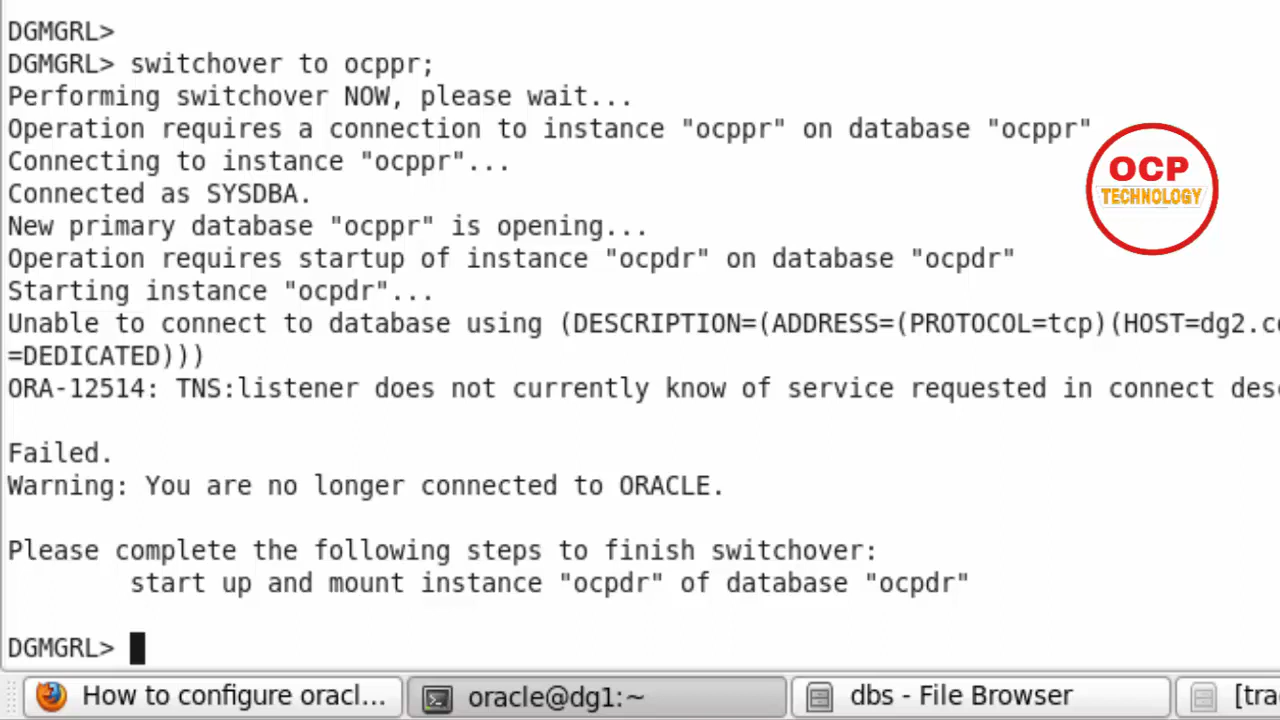 DGMGRL>
DGMGRL> switchover to ocppr;
Performing switchover NOW, please wait...
Operation requires a connection to instance "ocppr" on database "ocppr"
Connecting to instance "ocppr"...
Connected as SYSDBA.
New primary database "ocppr" is opening...
Operation requires startup of instance "ocpdr" on database "ocpdr"
Starting instance "ocpdr"...
Unable to connect to database using (DESCRIPTION=(ADDRESS=(PROTOCOL=tcp)(HOST=dg2.c
=DEDICATED)))
ORA-12514: TNS:listener does not currently know of service requested in connect des
Failed.
Warning: You are no longer connected to ORACLE.
Please complete the following steps to finish switchover:
start up and mount instance "ocpdr" of database "ocpdr"
DGMGRL>
OCP
TECHNOLOGY
How to configure oracl...
oracle@dg1:~
dbs - File Browser
[tra